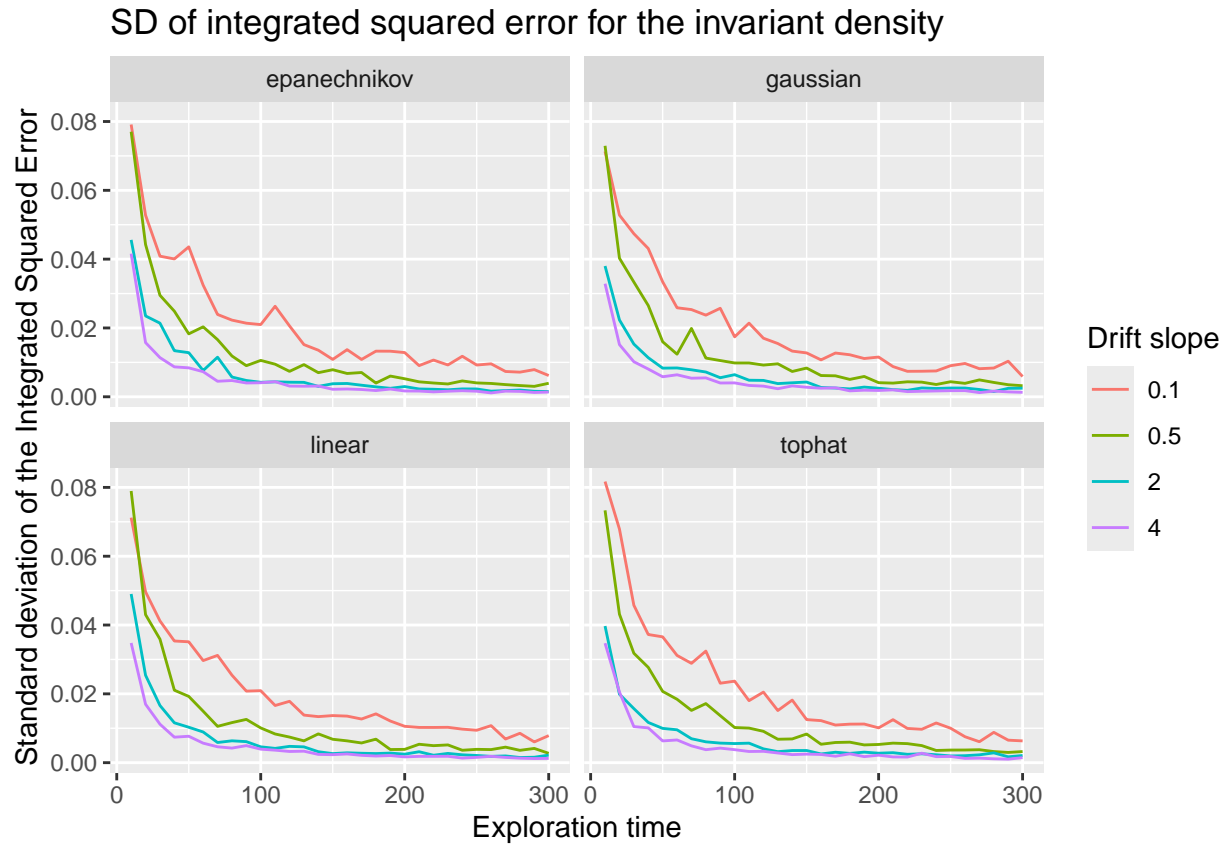 SD of integrated squared error for the invariant density
epanechnikov
gaussian
0.08
0.06
0.04
0.02
0.00
linear
tophat
0.08
0.06
0.04
0.02
0.00
0
100
200
300
0
100
200
300
Exploration time
Standard deviation of the Integrated Squared Error
Drift slope
0.1
0.5
2
4